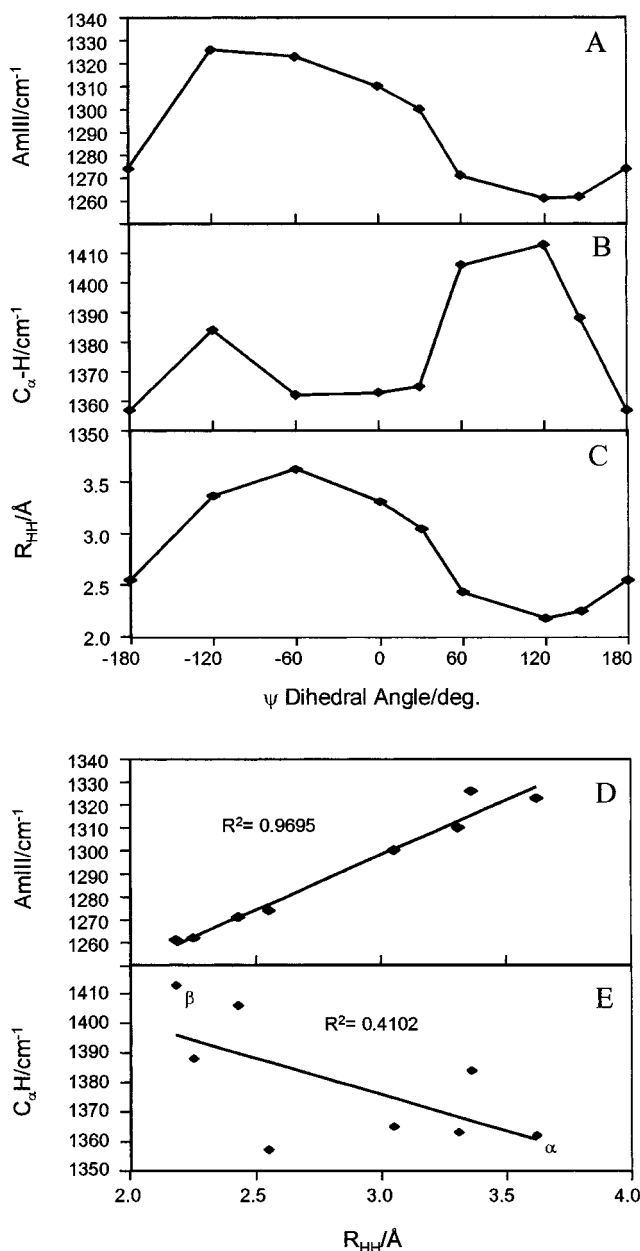 A
AmIII/cm⁻¹
1340
1330
1320
1310
1300
1290
1280
1270
1260
B
Cα-H/cm⁻¹
1410
1400
1390
1380
1370
1360
1350
C
R_HH/Å
3.5
3.0
2.5
2.0
-180 -120 -60 0 60 120 180
ψ Dihedral Angle/deg.
D
AmIII/cm⁻¹
1340
1330
1320
1310
1300
1290
1280
1270
1260
R²= 0.9695
E
CαH/cm⁻¹
1410
1400
1390
1380
1370
1360
1350
β
R²= 0.4102
α
2.0 2.5 3.0 3.5 4.0
R_HH/Å